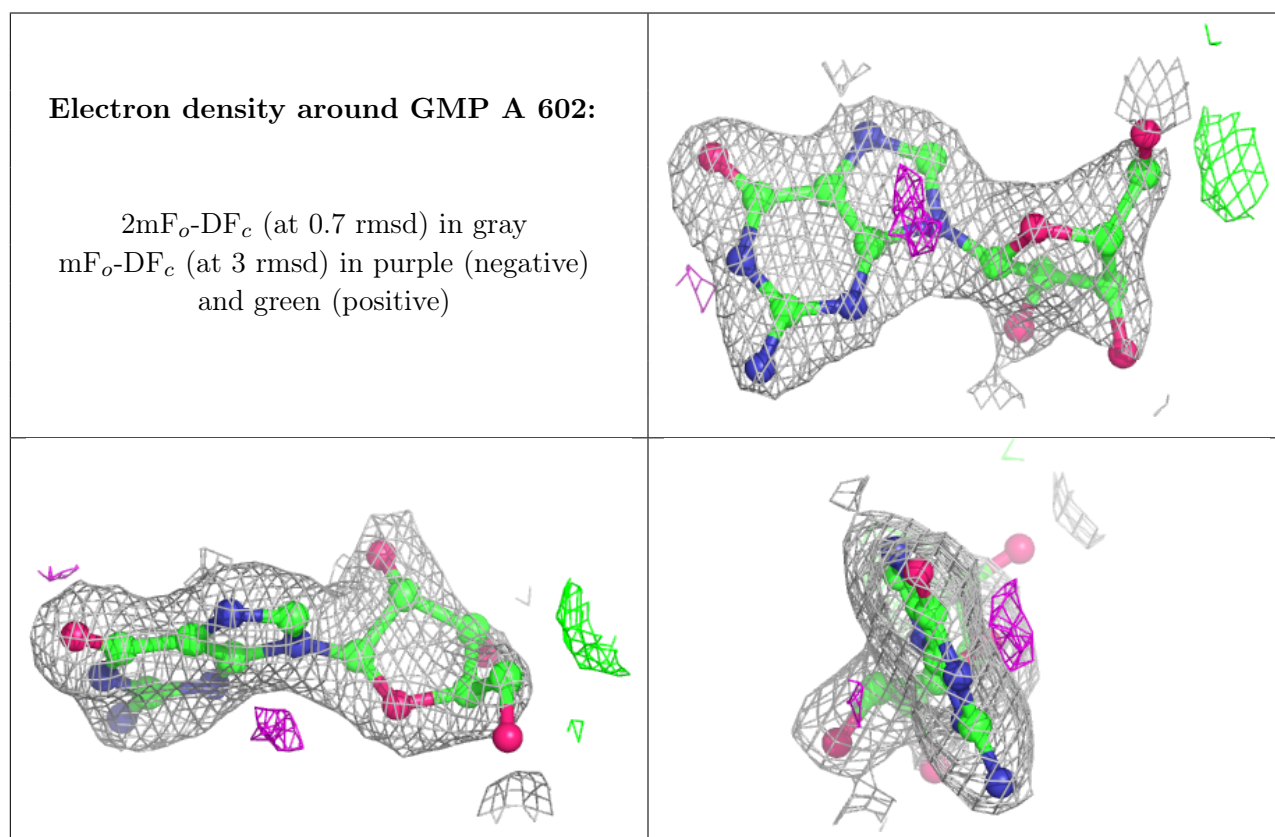 Electron density around GMP A 602:
2mFo-DFc (at 0.7 rmsd) in gray
mFo-DFc (at 3 rmsd) in purple (negative)
and green (positive)